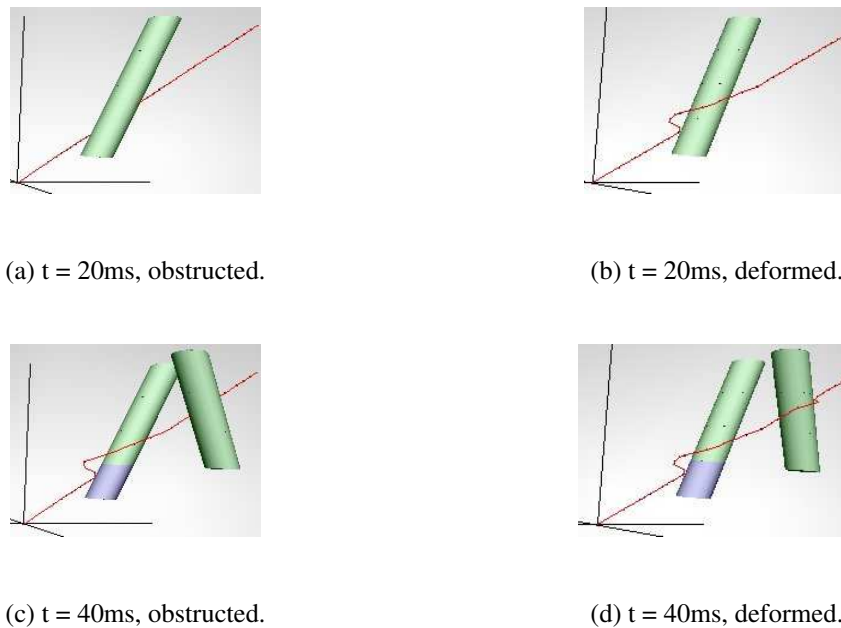 (a) t = 20ms, obstructed.
(b) t = 20ms, deformed.
(c) t = 40ms, obstructed.
(d) t = 40ms, deformed.